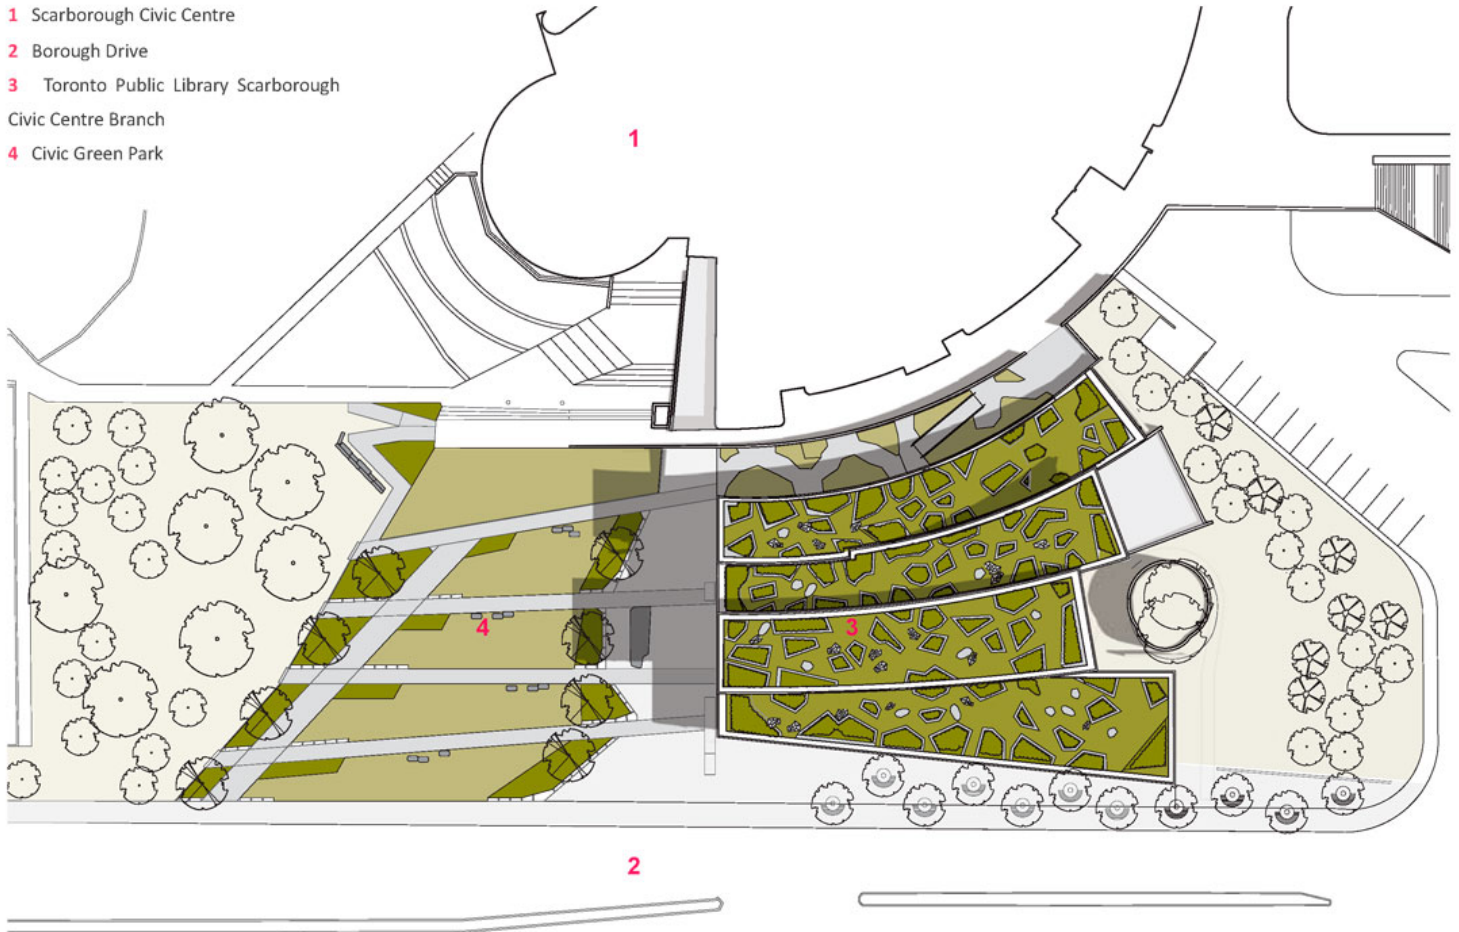 1 Scarborough Civic Centre
2 Borough Drive
3 Toronto Public Library Scarborough
Civic Centre Branch
4 Civic Green Park
1
4
3
2